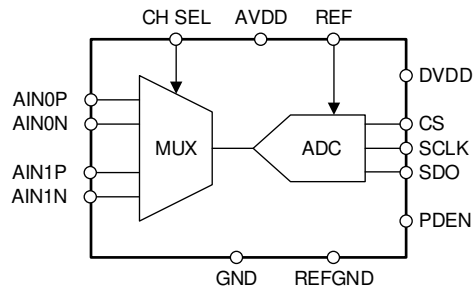 CH SEL AVDD REF
DVDD
AIN0P
AIN0N
CS
MUX
ADC
SCLK
AIN1P
SDO
AIN1N
PDEN
GND REFGND